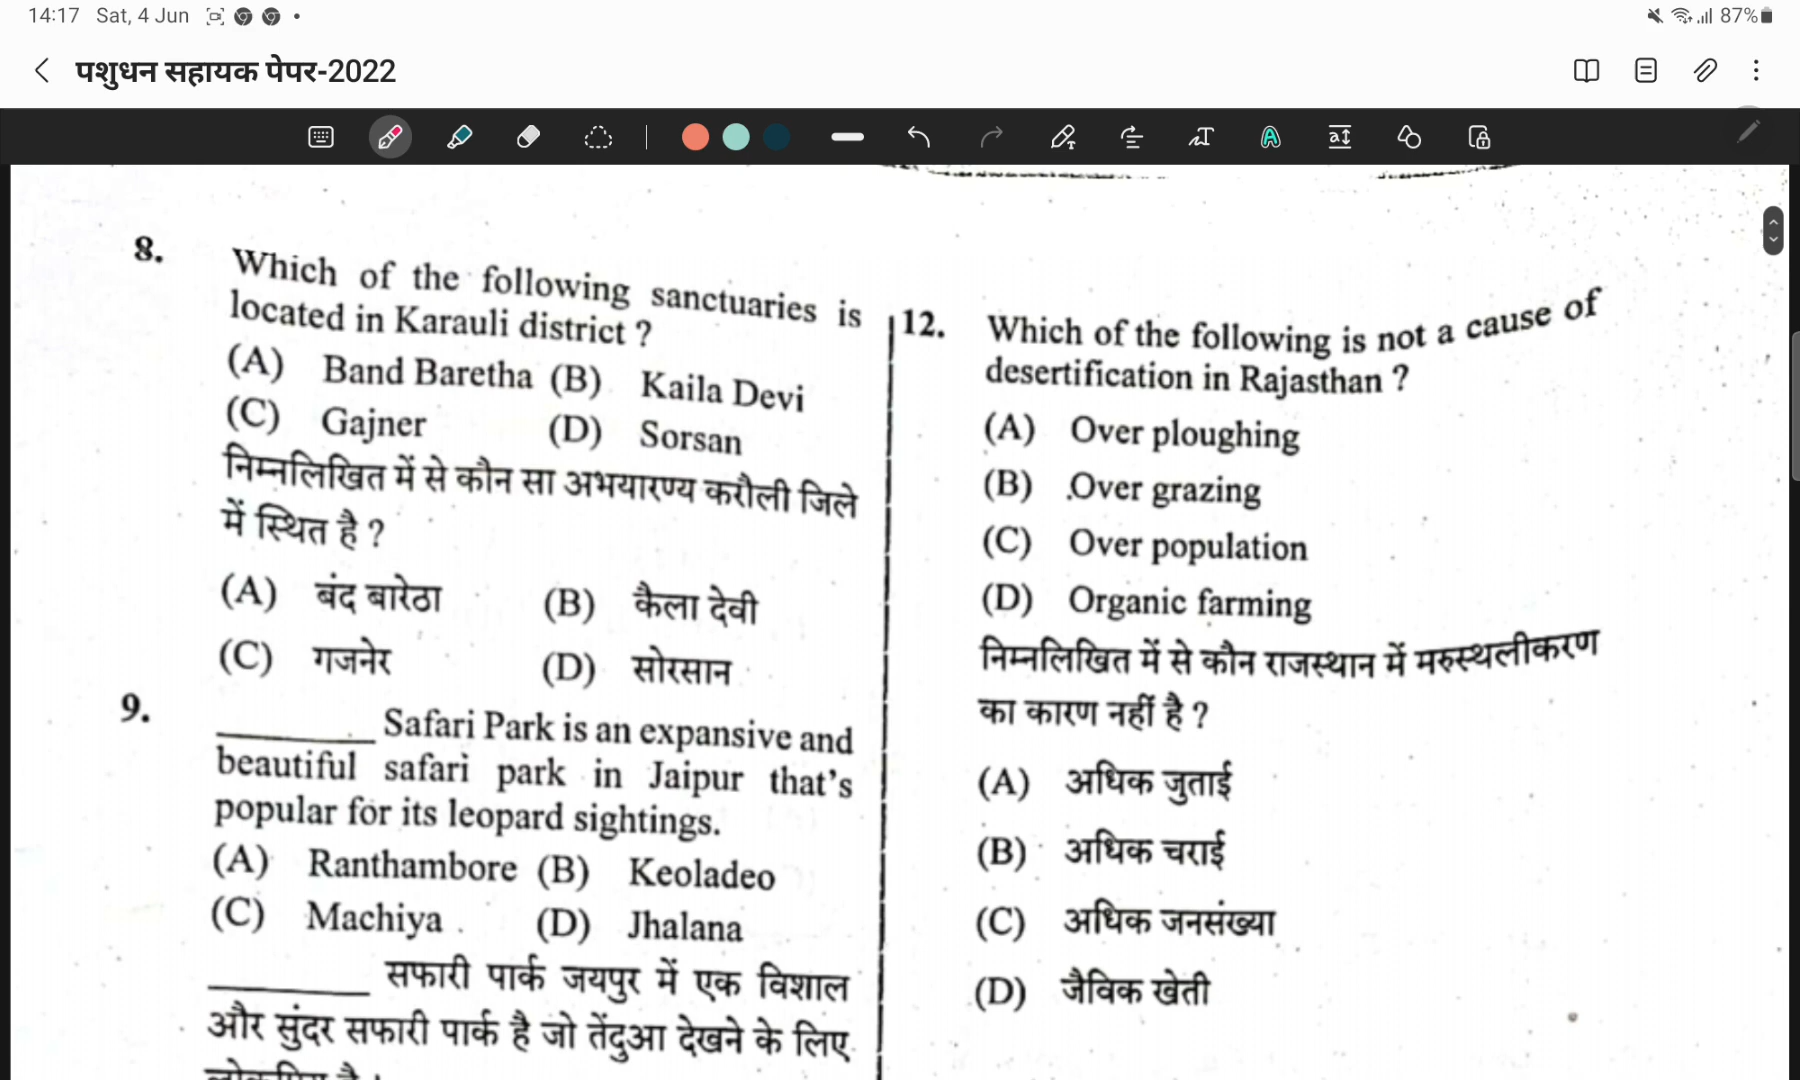 14:17 Sat, 4 Jun
87%
पशुधन सहायक पेपर-2022
8. Which of the following sanctuaries is
located in Karauli district ?
(A) Band Baretha (B) Kaila Devi
(C) Gajner (D) Sorsan
निम्नलिखित में से कौन सा अभयारण्य करौली जिले
में स्थित है ?
(A) बंद बारेठा (B) कैला देवी
(C) गजनेर (D) सोरसान
9. ________ Safari Park is an expansive and
beautiful safari park in Jaipur that's
popular for its leopard sightings.
(A) Ranthambore (B) Keoladeo
(C) Machiya (D) Jhalana
________ सफारी पार्क जयपुर में एक विशाल
और सुंदर सफारी पार्क है जो तेंदुआ देखने के लिए
लोकप्रिय है ।
12. Which of the following is not a cause of
desertification in Rajasthan ?
(A) Over ploughing
(B) Over grazing
(C) Over population
(D) Organic farming
निम्नलिखित में से कौन राजस्थान में मरुस्थलीकरण
का कारण नहीं है ?
(A) अधिक जुताई
(B) अधिक चराई
(C) अधिक जनसंख्या
(D) जैविक खेती